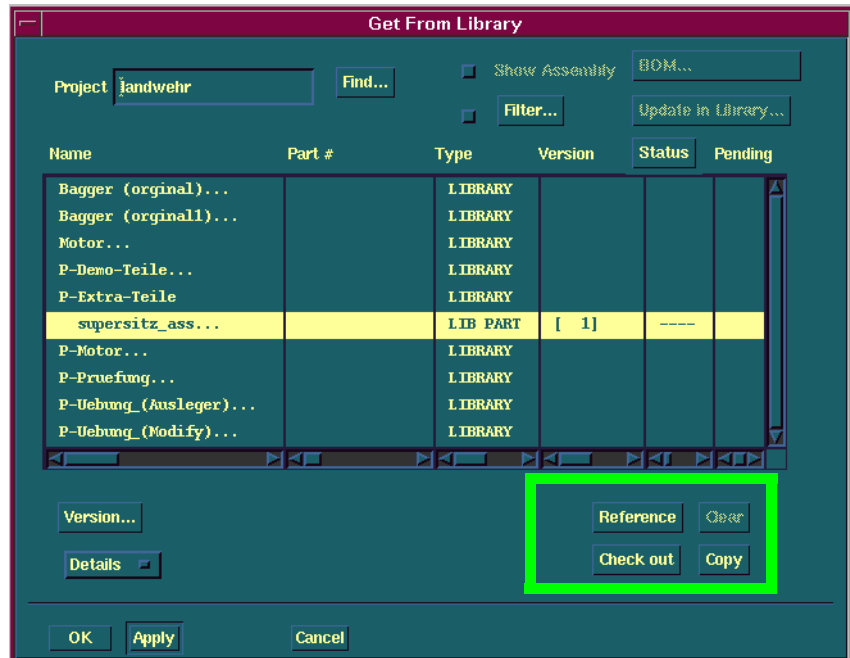 Get From Library
Project landwehr Find... Show Assembly BOM...
Filter... Update in Library...
Name Part # Type Version Status Pending
Bagger (orginal)... LIBRARY
Bagger (orginal1)... LIBRARY
Motor... LIBRARY
P-Demo-Teile... LIBRARY
P-Extra-Teile LIBRARY
supersitz_ass... LIB PART [ 1] ----
P-Motor... LIBRARY
P-Pruefung... LIBRARY
P-Uebung_(Ausleger)... LIBRARY
P-Uebung_(Modify)... LIBRARY
Version... Reference Clear
Details Check out Copy
OK Apply Cancel